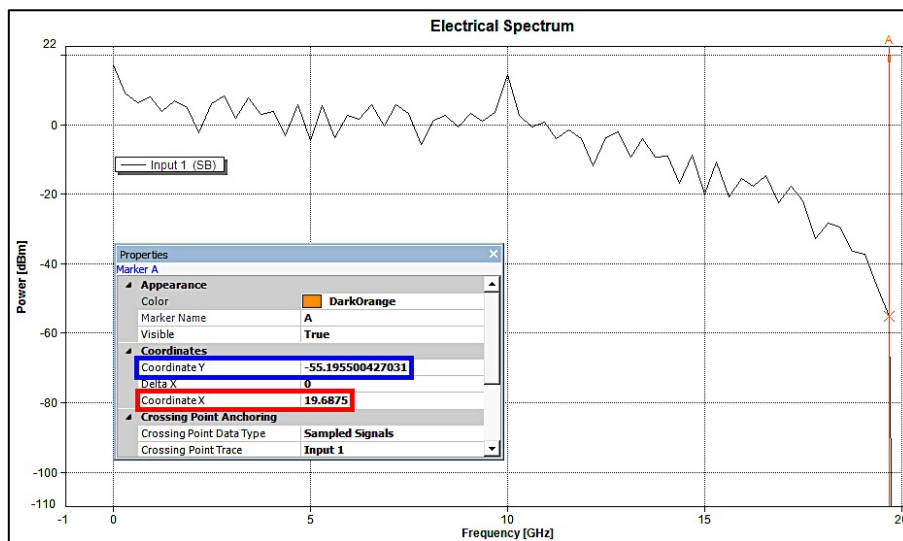 Electrical Spectrum
22
A
0
Input 1 (SB)
-20
Power [dBm]
-40
Properties
Marker A
Appearance
Color DarkOrange
Marker Name A
Visible True
Coordinates
Coordinate Y -55.195500427031
Delta X 0
Coordinate X 19.6875
Crossing Point Anchoring
Crossing Point Data Type Sampled Signals
Crossing Point Trace Input 1
-60
-80
-100
-110
-1 0 5 10 15 20
Frequency [GHz]